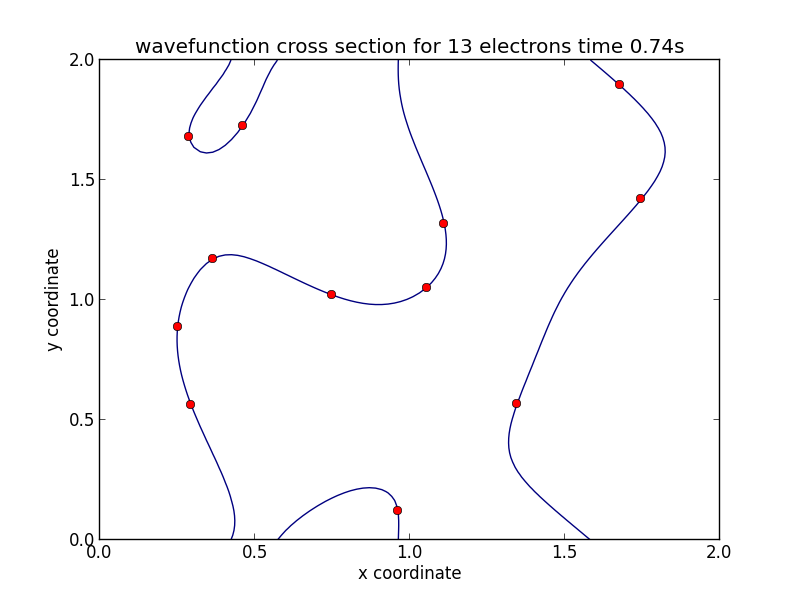 wavefunction cross section for 13 electrons time 0.74s
2.0
1.5
1.0
0.5
0.0
y coordinate
0.0 0.5 1.0 1.5 2.0
x coordinate